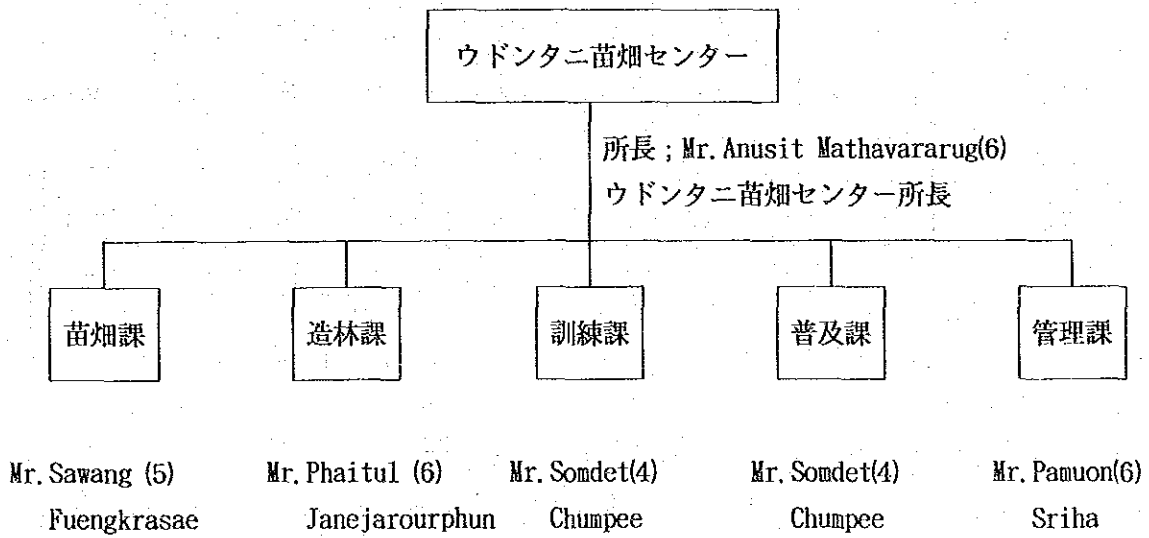 ウドンタニ苗畑センター
所長；Mr. Anusit Mathavararug(6)
ウドンタニ苗畑センター所長
苗畑課
造林課
訓練課
普及課
管理課
Mr. Sawang (5)
Fuengkrasae
Mr. Phaitul (6)
Janejarourphun
Mr. Somdet(4)
Chumpee
Mr. Somdet(4)
Chumpee
Mr. Pamuon(6)
Sriha